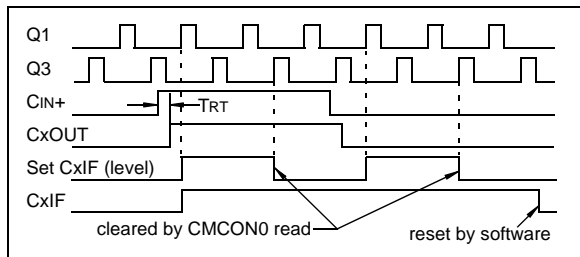 Q1
Q3
CIN+
TRT
CxOUT
Set CxIF (level)
CxIF
cleared by CMCON0 read
reset by software